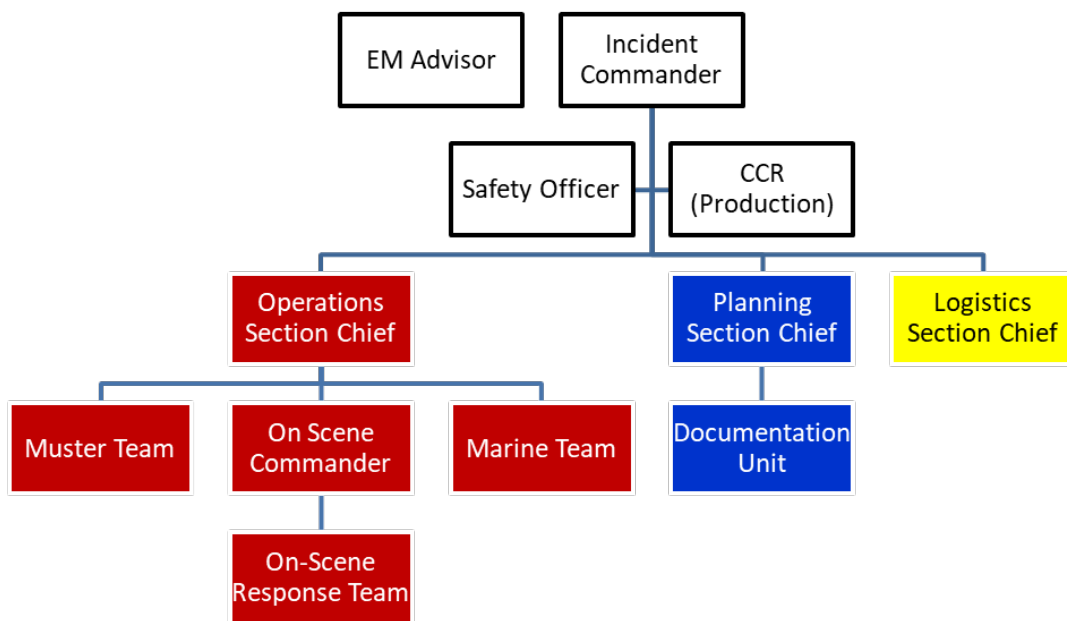 EM Advisor
Incident
Commander
Safety Officer
CCR
(Production)
Operations
Section Chief
Planning
Section Chief
Logistics
Section Chief
Muster Team
On Scene
Commander
Marine Team
Documentation
Unit
On-Scene
Response Team